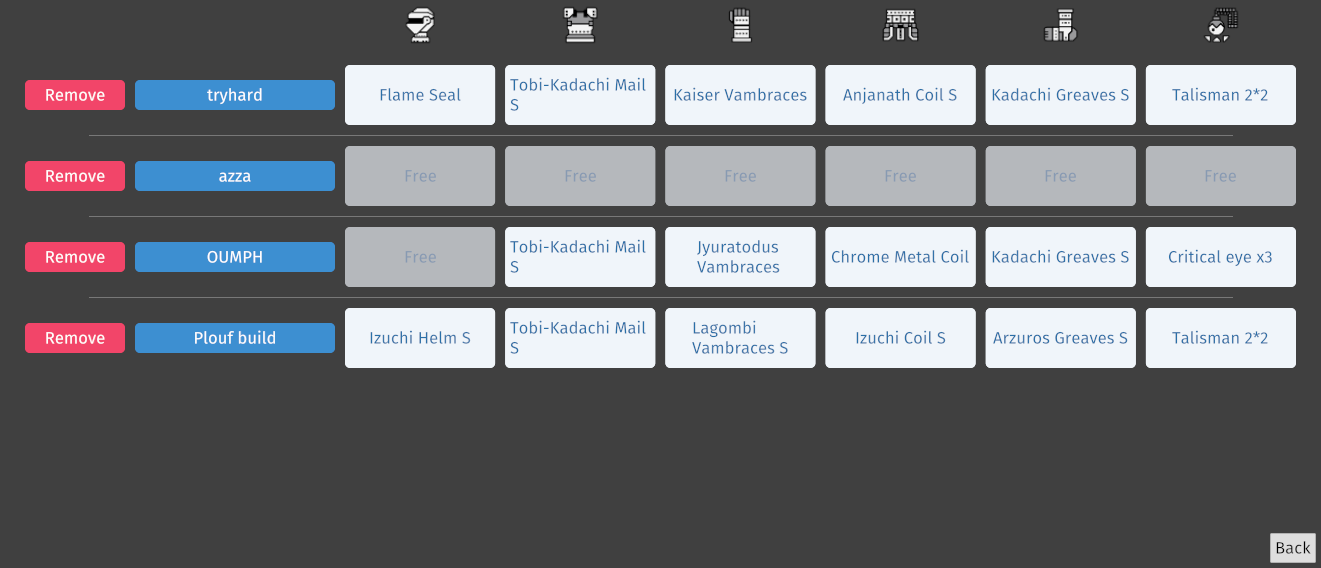 Remove
tryhard
Flame Seal
Tobi-Kadachi Mail
S
Kaiser Vambraces
Anjanath Coil S
Kadachi Greaves S
Talisman 2*2
Remove
azza
Free
Free
Free
Free
Free
Free
Remove
OUMPH
Free
Tobi-Kadachi Mail
S
Jyuratodus
Vambraces
Chrome Metal Coil
Kadachi Greaves S
Critical eye x3
Remove
Plouf build
Izuchi Helm S
Tobi-Kadachi Mail
S
Lagombi
Vambraces S
Izuchi Coil S
Arzuros Greaves S
Talisman 2*2
Back